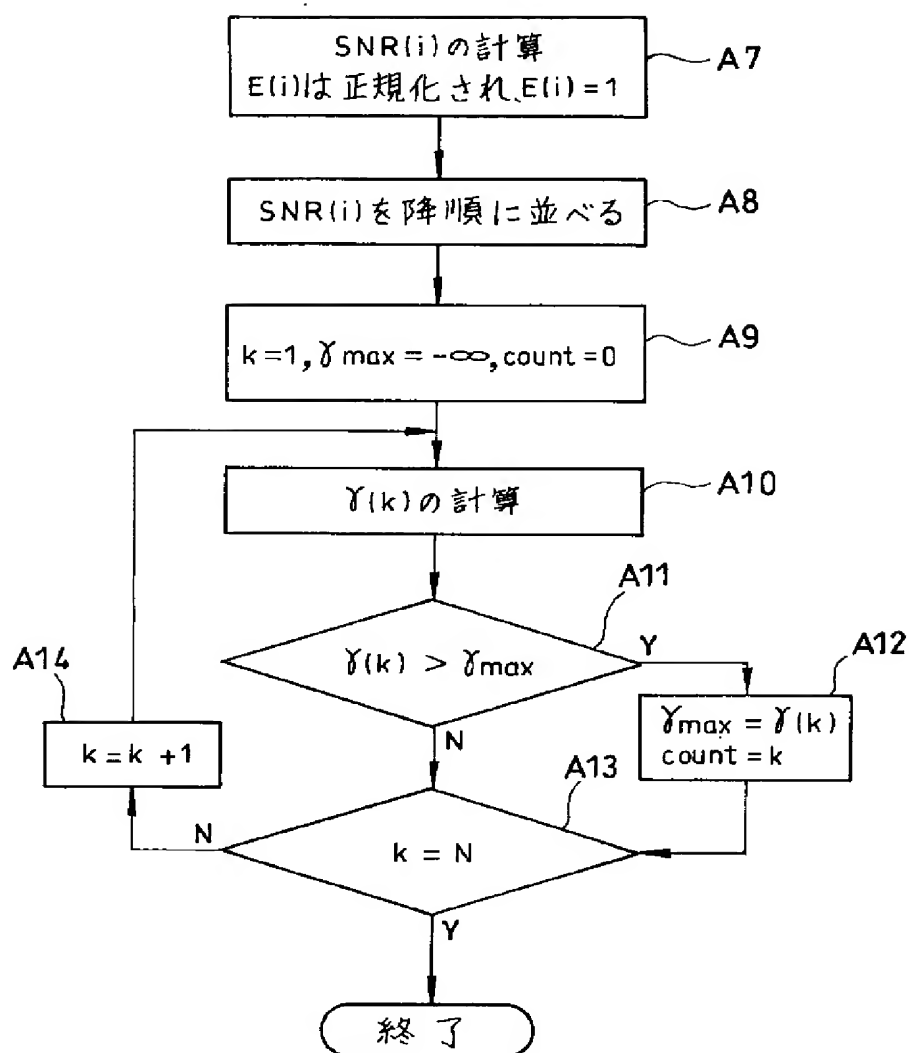 SNR(i)の計算
E(i)は正規化され、E(i)=1
A7
SNR(i)を降順に並べる
A8
k=1, γmax=-∞, count=0
A9
γ(k)の計算
A10
γ(k) > γmax
A11
Y
N
γmax = γ(k)
count = k
A12
k = k +1
A14
k = N
A13
N
Y
終了